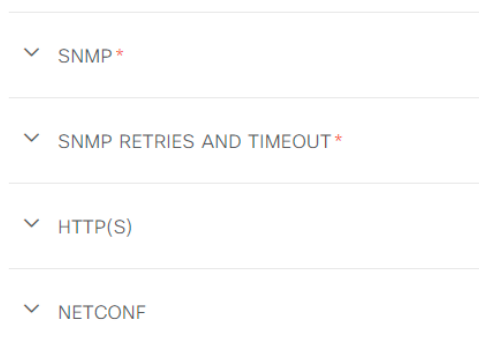 SNMP*
SNMP RETRIES AND TIMEOUT*
HTTP(S)
NETCONF